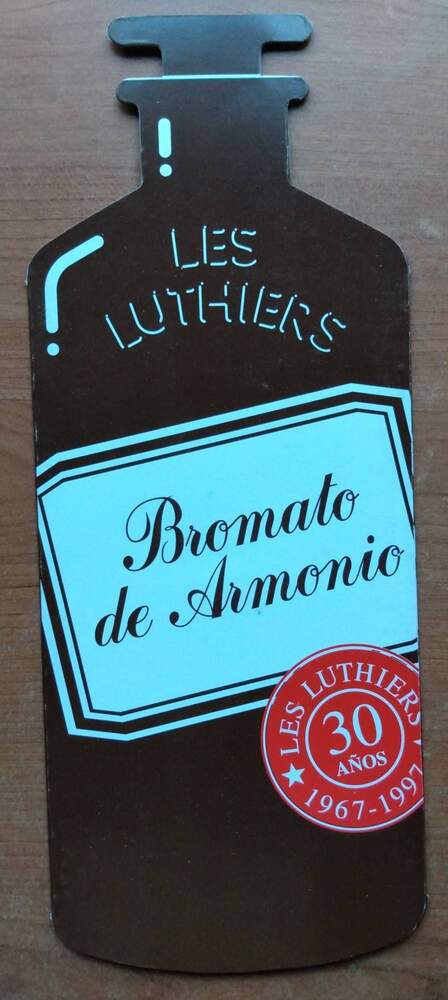 LES
LUTHIERS
Bromato
de Armonio
LES LUTHIERS
30
AÑOS
1967-1997